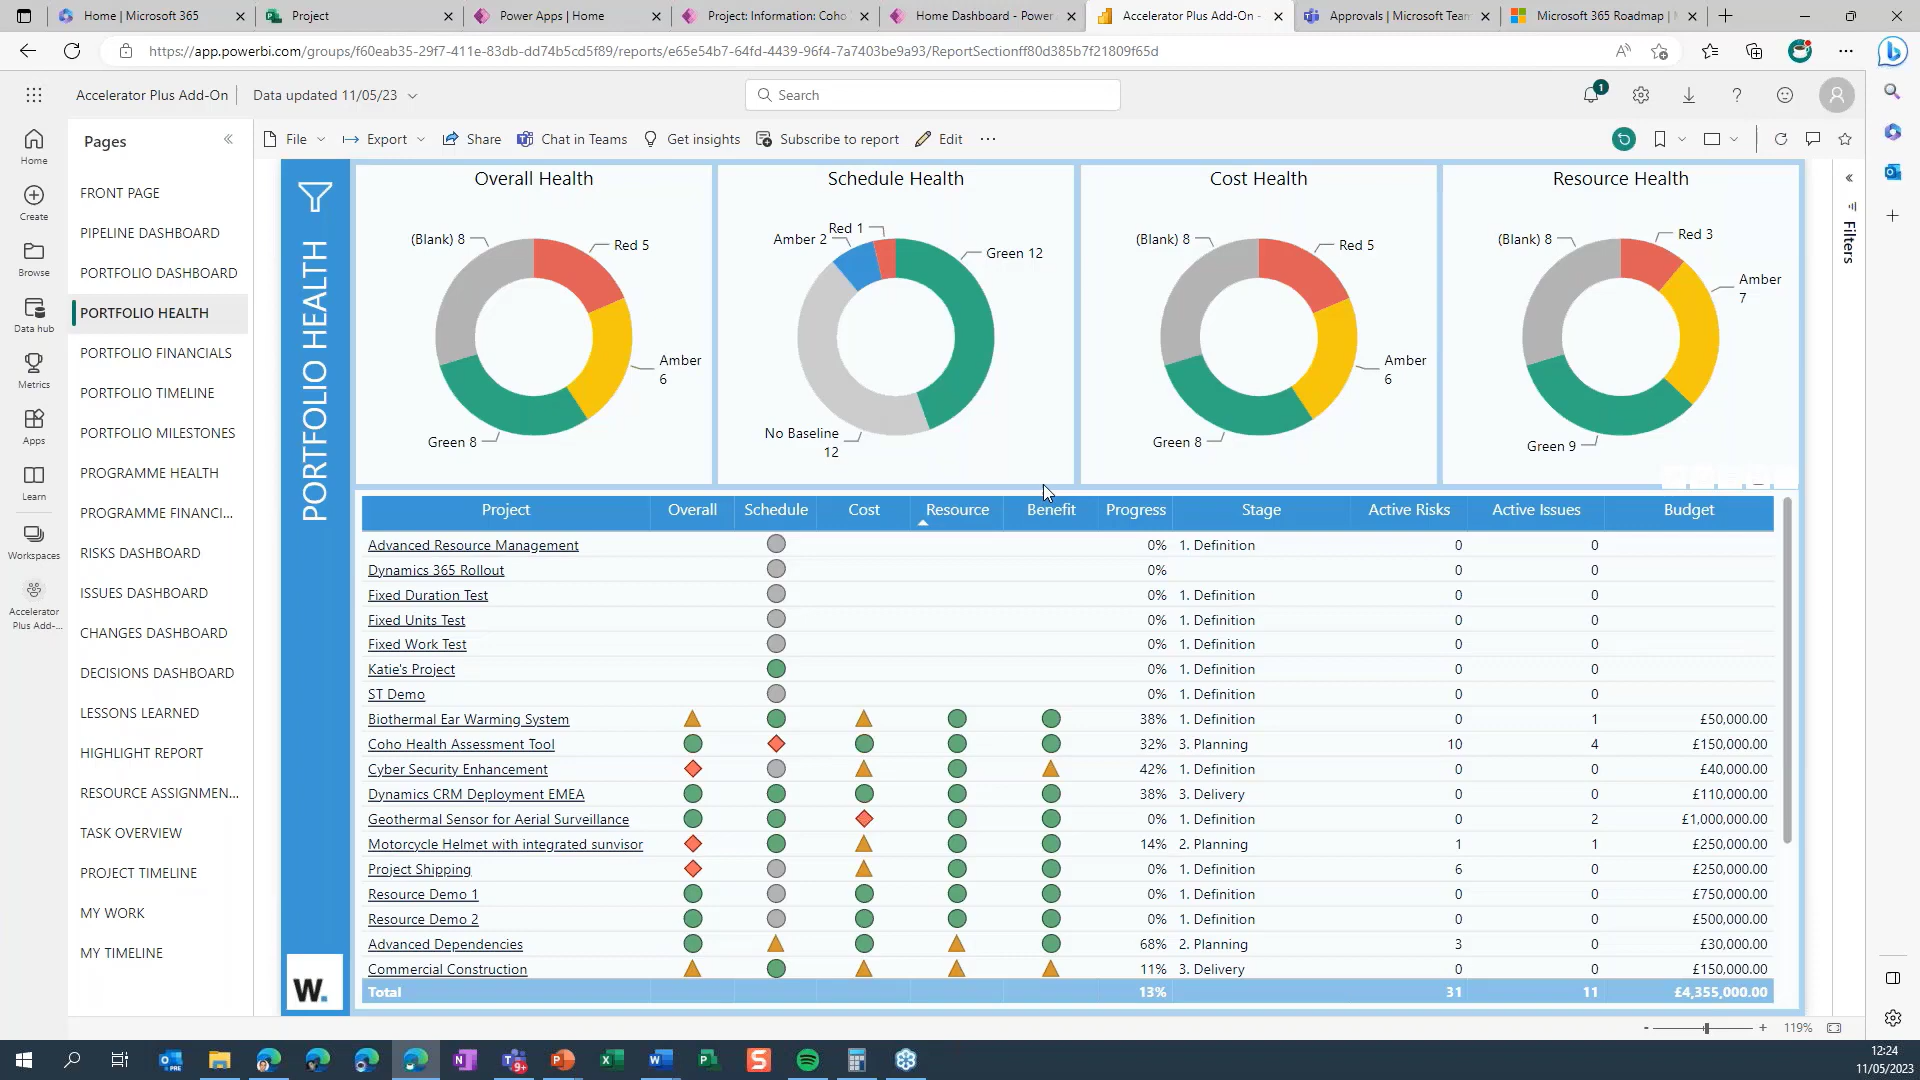 Home | Microsoft 365
Project
Power Apps | Home
Project: Information: Coho
Home Dashboard - Power
Accelerator Plus Add-On -
Approvals | Microsoft Team
Microsoft 365 Roadmap |
https://app.powerbi.com/groups/f60eab35-29f7-411e-83db-dd74b5cd5f89/reports/e65e54b7-64fd-4439-96f4-7a7403be9a93/ReportSectionff80d385b7f21809f65d
Accelerator Plus Add-On
Data updated 11/05/23
Search
1
Pages
File
Export
Share
Chat in Teams
Get insights
Subscribe to report
Edit
Home
Create
Browse
Data hub
Metrics
Apps
Learn
Workspaces
Accelerator
Plus Add-...
FRONT PAGE
PIPELINE DASHBOARD
PORTFOLIO DASHBOARD
PORTFOLIO HEALTH
PORTFOLIO FINANCIALS
PORTFOLIO TIMELINE
PORTFOLIO MILESTONES
PROGRAMME HEALTH
PROGRAMME FINANCI...
RISKS DASHBOARD
ISSUES DASHBOARD
CHANGES DASHBOARD
DECISIONS DASHBOARD
LESSONS LEARNED
HIGHLIGHT REPORT
RESOURCE ASSIGNMEN...
TASK OVERVIEW
PROJECT TIMELINE
MY WORK
MY TIMELINE
PORTFOLIO HEALTH
W.
Overall Health
(Blank) 8
Red 5
Amber
6
Green 8
Schedule Health
Red 1
Amber 2
Green 12
No Baseline
12
Cost Health
(Blank) 8
Red 5
Amber
6
Green 8
Resource Health
(Blank) 8
Red 3
Amber
7
Green 9
Filters
Project Overall Schedule Cost Resource Benefit Progress Stage Active Risks Active Issues Budget
Advanced Resource Management 0% 1. Definition 0 0
Dynamics 365 Rollout 0% 0 0
Fixed Duration Test 0% 1. Definition 0 0
Fixed Units Test 0% 1. Definition 0 0
Fixed Work Test 0% 1. Definition 0 0
Katie's Project 0% 1. Definition 0 0
ST Demo 0% 1. Definition 0 0
Biothermal Ear Warming System 38% 1. Definition 0 1 £50,000.00
Coho Health Assessment Tool 32% 3. Planning 10 4 £150,000.00
Cyber Security Enhancement 42% 1. Definition 0 0 £40,000.00
Dynamics CRM Deployment EMEA 38% 3. Delivery 0 0 £110,000.00
Geothermal Sensor for Aerial Surveillance 0% 1. Definition 0 2 £1,000,000.00
Motorcycle Helmet with integrated sunvisor 14% 2. Planning 1 1 £250,000.00
Project Shipping 0% 1. Definition 6 0 £250,000.00
Resource Demo 1 0% 1. Definition 0 0 £750,000.00
Resource Demo 2 0% 1. Definition 0 0 £500,000.00
Advanced Dependencies 68% 2. Planning 3 0 £30,000.00
Commercial Construction 11% 3. Delivery 0 0 £150,000.00
Total 13% 31 11 £4,355,000.00
119%
12:24
11/05/2023